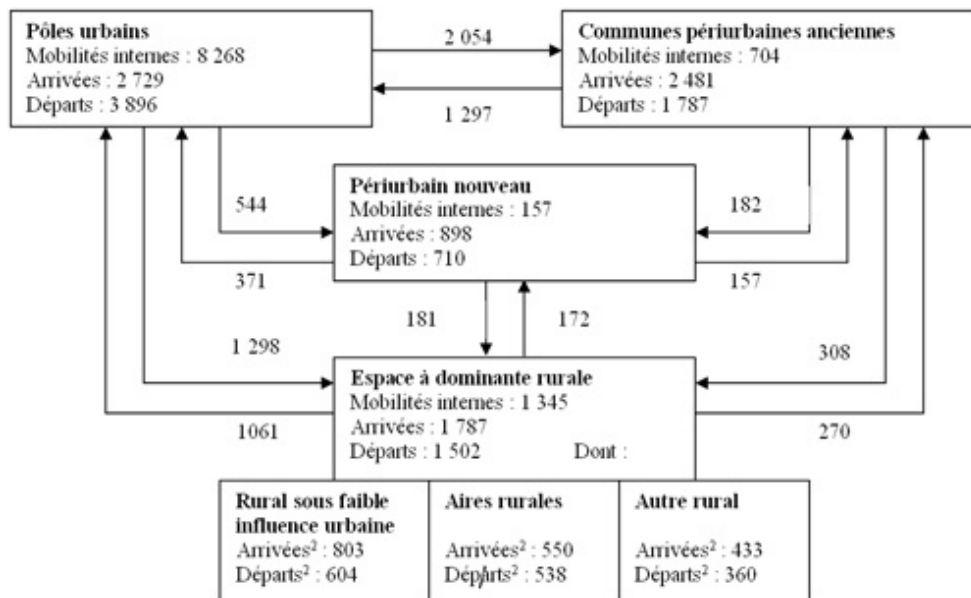 Pôles urbains
Mobilités internes : 8 268
Arrivées : 2 729
Départs : 3 896
2 054
1 297
Communes périurbaines anciennes
Mobilités internes : 704
Arrivées : 2 481
Départs : 1 787
544
371
Périurbain nouveau
Mobilités internes : 157
Arrivées : 898
Départs : 710
182
157
181
172
1 298
1061
Espace à dominante rurale
Mobilités internes : 1 345
Arrivées : 1 787
Départs : 1 502 Dont :
308
270
Rural sous faible
influence urbaine
Arrivées² : 803
Départs² : 604
Aires rurales
Arrivées² : 550
Départs² : 538
Autre rural
Arrivées² : 433
Départs² : 360